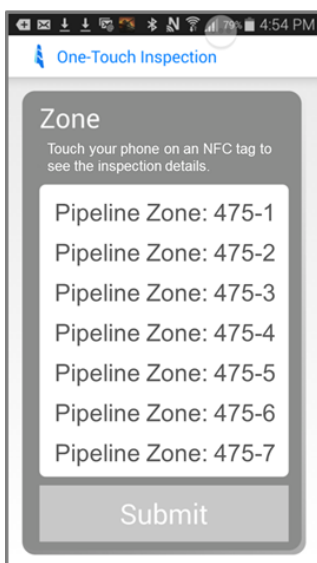 79% 4:54 PM
One-Touch Inspection
Zone
Touch your phone on an NFC tag to
see the inspection details.
Pipeline Zone: 475-1
Pipeline Zone: 475-2
Pipeline Zone: 475-3
Pipeline Zone: 475-4
Pipeline Zone: 475-5
Pipeline Zone: 475-6
Pipeline Zone: 475-7
Submit